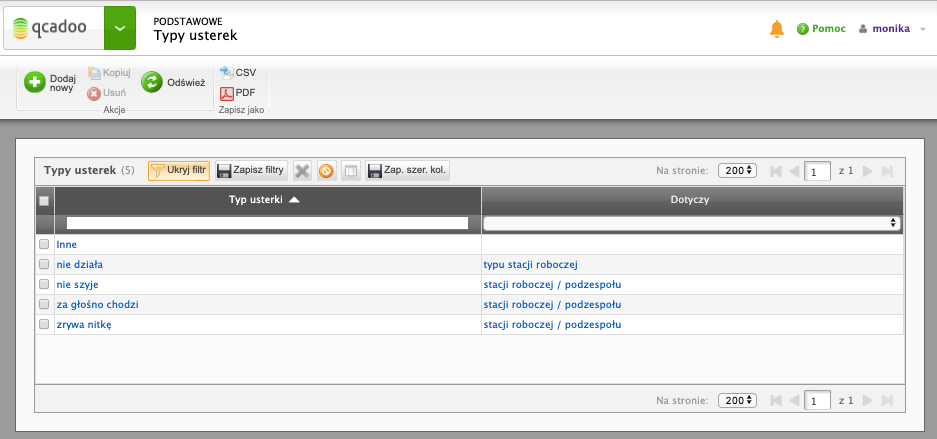 qcadoo
PODSTAWOWE
Typy usterek
Pomoc
monika
Dodaj nowy
Kopiuj
Usuń
Odśwież
Akcje
CSV
PDF
Zapisz jako
Typy usterek (5)
Ukryj filtr
Zapisz filtry
Zap. szer. kol.
Na stronie: 200
1 z 1
Typ usterki
Dotyczy
Inne
nie działa typu stacji roboczej
nie szyje stacji roboczej / podzespołu
za głośno chodzi stacji roboczej / podzespołu
zrywa nitkę stacji roboczej / podzespołu
Na stronie: 200
1 z 1